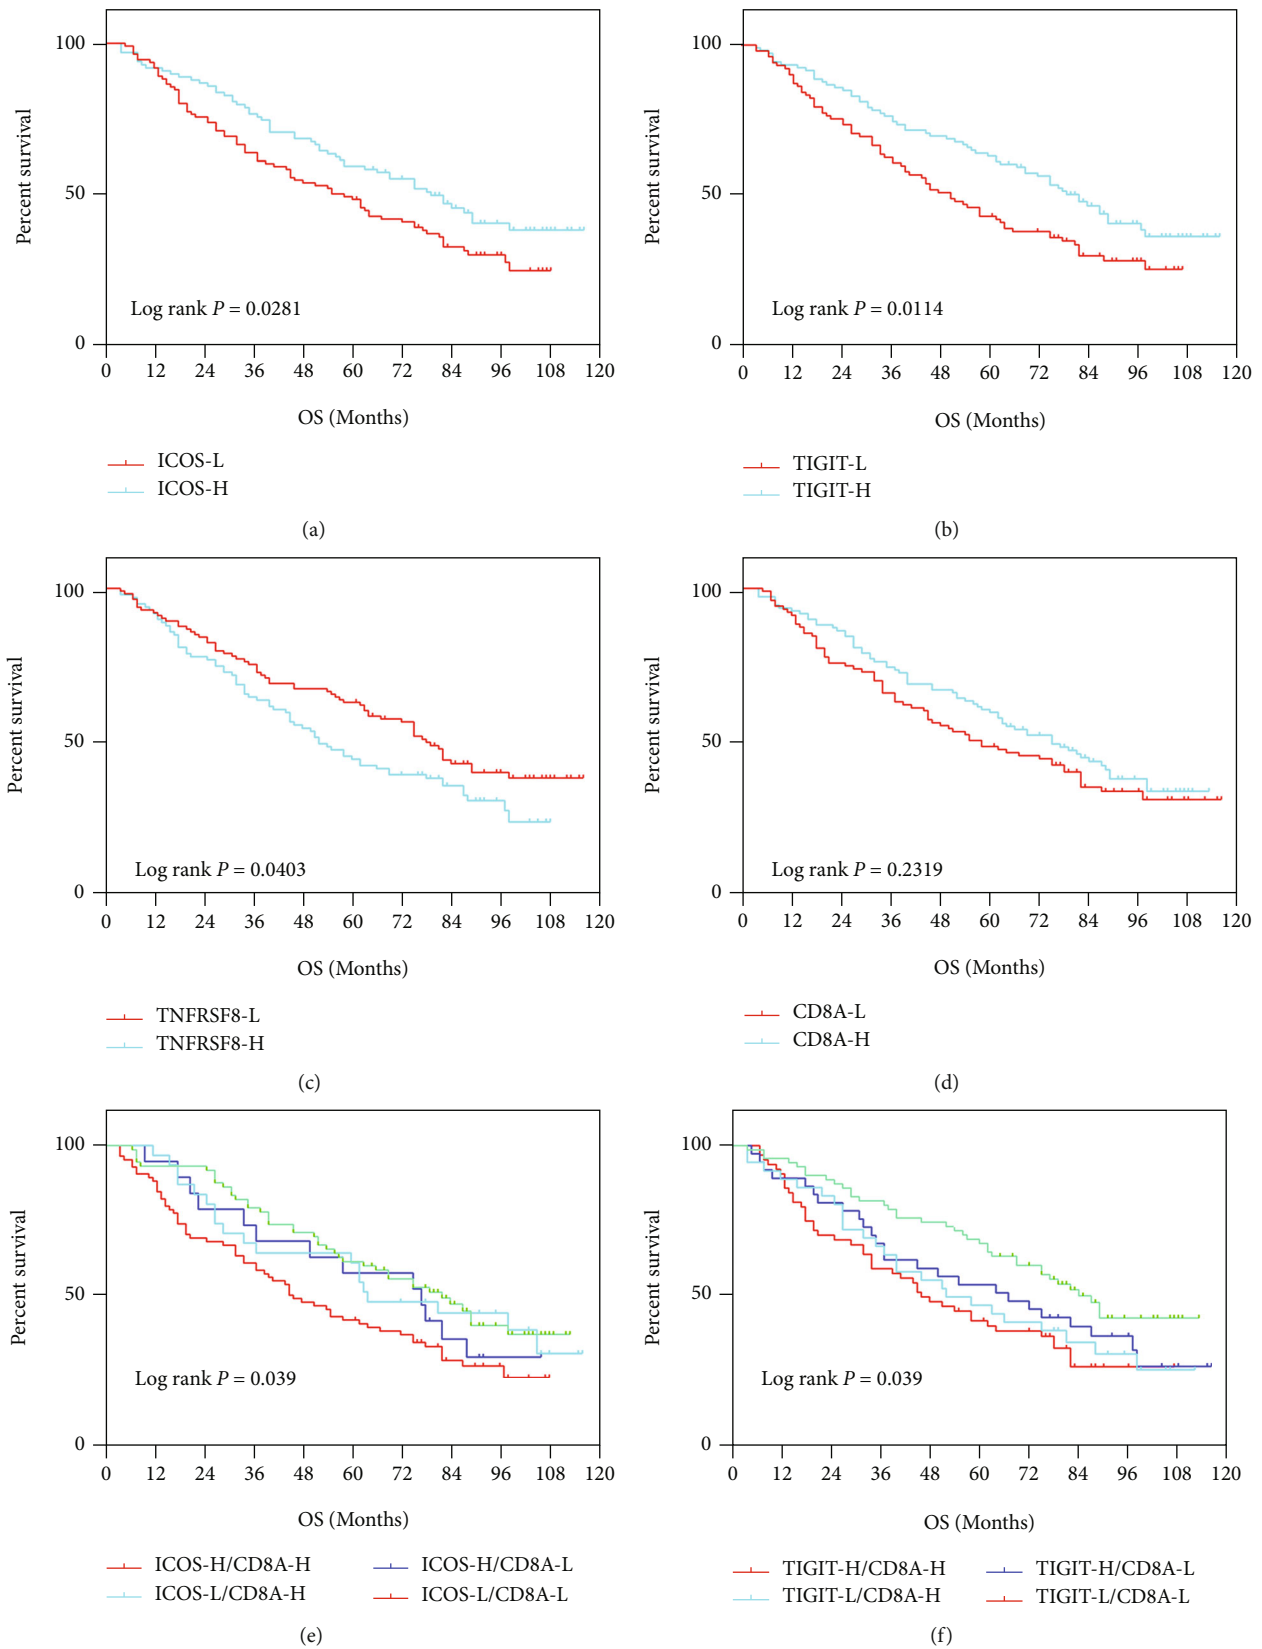 100
50
0
Percent survival
Log rank P = 0.0281
0 12 24 36 48 60 72 84 96 108 120
OS (Months)
ICOS-L
ICOS-H
(a)
100
50
0
Percent survival
Log rank P = 0.0114
0 12 24 36 48 60 72 84 96 108 120
OS (Months)
TIGIT-L
TIGIT-H
(b)
100
50
0
Percent survival
Log rank P = 0.0403
0 12 24 36 48 60 72 84 96 108 120
OS (Months)
TNFRSF8-L
TNFRSF8-H
(c)
100
50
0
Percent survival
Log rank P = 0.2319
0 12 24 36 48 60 72 84 96 108 120
OS (Months)
CD8A-L
CD8A-H
(d)
100
50
0
Percent survival
Log rank P = 0.039
0 12 24 36 48 60 72 84 96 108 120
OS (Months)
ICOS-H/CD8A-H ICOS-H/CD8A-L
ICOS-L/CD8A-H ICOS-L/CD8A-L
(e)
100
50
0
Percent survival
Log rank P = 0.039
0 12 24 36 48 60 72 84 96 108 120
OS (Months)
TIGIT-H/CD8A-H TIGIT-H/CD8A-L
TIGIT-L/CD8A-H TIGIT-L/CD8A-L
(f)